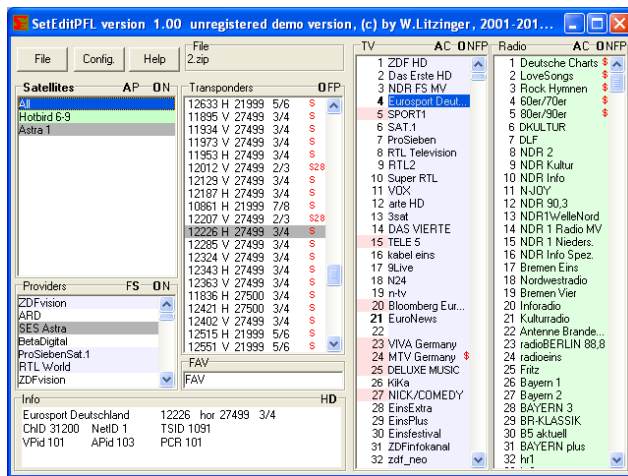 SetEditPFL version 1.00 unregistered demo version, (c) by W.Litzinger, 2001-201...
File
Config.
Help
File
2.zip
Satellites AP ON
All
Hotbird 6-9
Astra 1
Providers FS ON
ZDFvision
ARD
SES Astra
BetaDigital
ProSiebenSat.1
RTL World
ZDFvision
Transponders OFP
12633 H 21999 5/6 S
11895 V 27499 3/4 S
11934 V 27499 3/4 S
11973 V 27499 3/4 S
11953 H 27499 3/4 S
12012 V 27499 2/3 S28
12129 V 27499 3/4 S
12187 H 27499 3/4 S
10861 H 21999 7/8 S
12207 V 27499 2/3 S28
12226 H 27499 3/4 S
12285 V 27499 3/4 S
12324 V 27499 3/4 S
12343 H 27499 3/4 S
12363 V 27499 3/4 S
11836 H 27500 3/4 S
12421 H 27500 3/4 S
12402 V 27499 3/4 S
12515 H 21999 5/6 S
12551 V 21999 5/6 S
FAV
FAV
Info HD
Eurosport Deutschland 12226 hor 27499 3/4
ChID 31200 NetID 1 TSID 1091
VPid 101 APid 103 PCR 101
TV AC ONFP
1 ZDF HD
2 Das Erste HD
3 NDR FS MV
4 Eurosport Deut...
5 SPORT1
6 SAT.1
7 ProSieben
8 RTL Television
9 RTL2
10 Super RTL
11 VOX
12 arte HD
13 3sat
14 DAS VIERTE
15 TELE 5
16 kabel eins
17 9Live
18 N24
19 n-tv
20 Bloomberg Eur...
21 EuroNews
22
23 VIVA Germany
24 MTV Germany $
25 DELUXE MUSIC
26 KiKa
27 NICK/COMEDY
28 EinsExtra
29 EinsPlus
30 Einsfestival
31 ZDFinfokanal
32 zdf_neo
Radio AC ONFP
1 Deutsche Charts $
2 LoveSongs $
3 Rock Hymnen $
4 60er/70er $
5 80er/90er $
6 DKULTUR
7 DLF
8 NDR 2
9 NDR Kultur
10 NDR Info
11 N-JOY
12 NDR 90,3
13 NDR1WelleNord
14 NDR 1 Radio MV
15 NDR 1 Nieders.
16 NDR Info Spez.
17 Bremen Eins
18 Nordwestradio
19 Bremen Vier
20 Inforadio
21 Kulturradio
22 Antenne Brande...
23 radioBERLIN 88,8
24 radioeins
25 Fritz
26 Bayern 1
27 Bayern 2
28 BAYERN 3
29 BR-KLASSIK
30 B5 aktuell
31 BAYERN plus
32 hr1